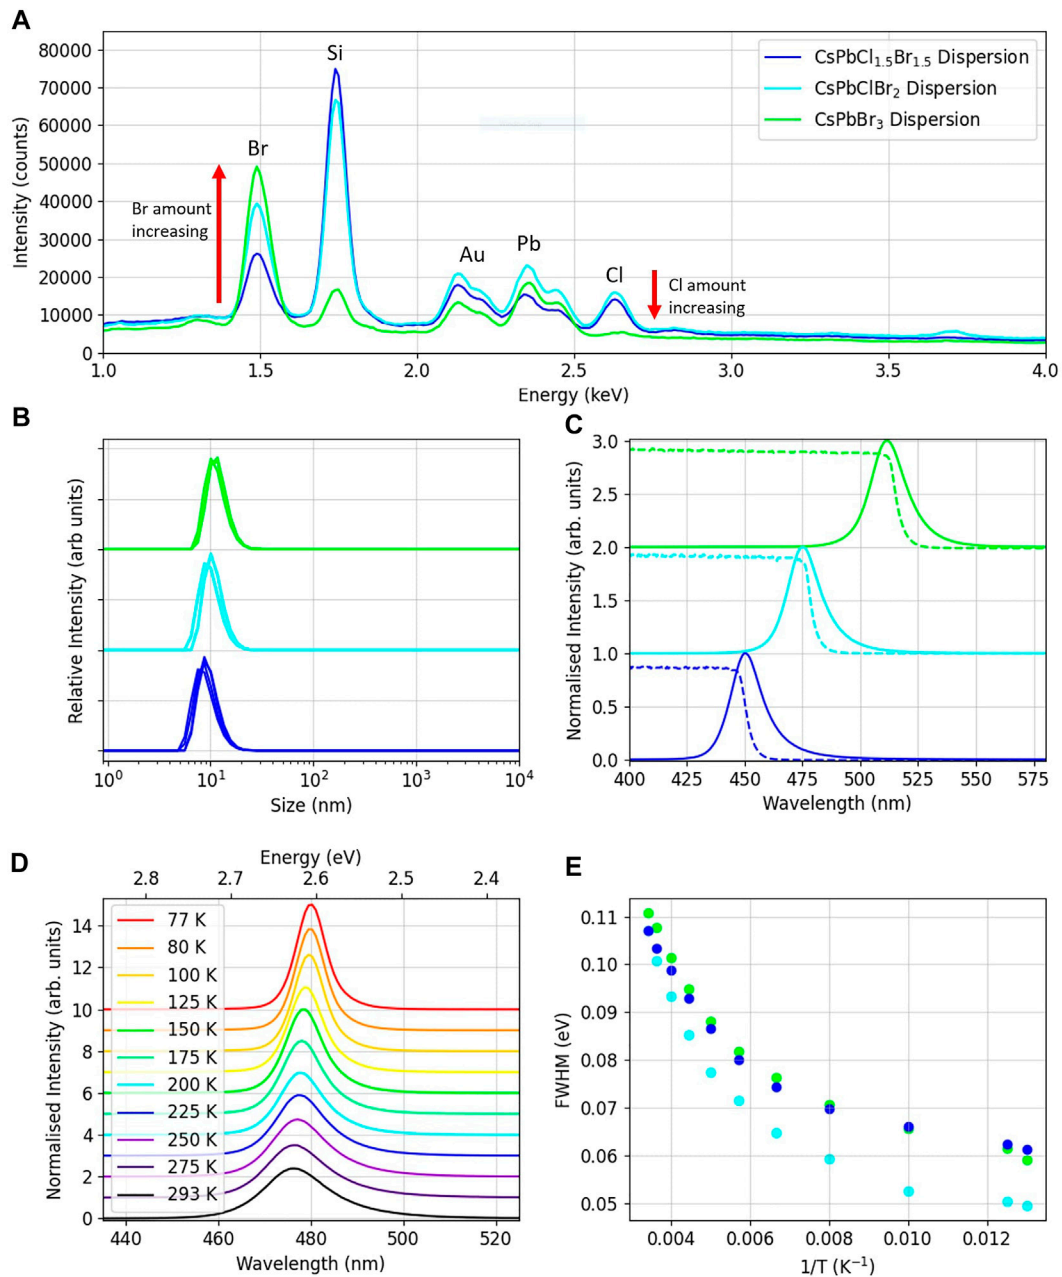 A
80000
70000
60000
50000
40000
30000
20000
10000
0
Intensity (counts)
Br
Si
Au
Pb
Cl
Br amount
increasing
Cl amount
increasing
CsPbCl1.5Br1.5 Dispersion
CsPbClBr2 Dispersion
CsPbBr3 Dispersion
1.0 1.5 2.0 2.5 3.0 3.5 4.0
Energy (keV)
B
Relative Intensity (arb units)
10^0 10^1 10^2 10^3 10^4
Size (nm)
C
3.0
2.5
2.0
1.5
1.0
0.5
0.0
Normalised Intensity (arb. units)
400 425 450 475 500 525 550 575
Wavelength (nm)
D
Energy (eV)
2.8 2.7 2.6 2.5 2.4
14
12
10
8
6
4
2
0
Normalised Intensity (arb. units)
77 K
80 K
100 K
125 K
150 K
175 K
200 K
225 K
250 K
275 K
293 K
440 460 480 500 520
Wavelength (nm)
E
0.11
0.10
0.09
0.08
0.07
0.06
0.05
FWHM (eV)
0.004 0.006 0.008 0.010 0.012
1/T (K⁻¹)